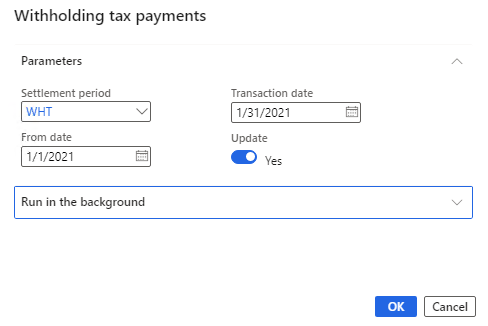 Withholding tax payments
Parameters
Settlement period
Transaction date
WHT
1/31/2021
From date
Update
1/1/2021
Yes
Run in the background
OK
Cancel